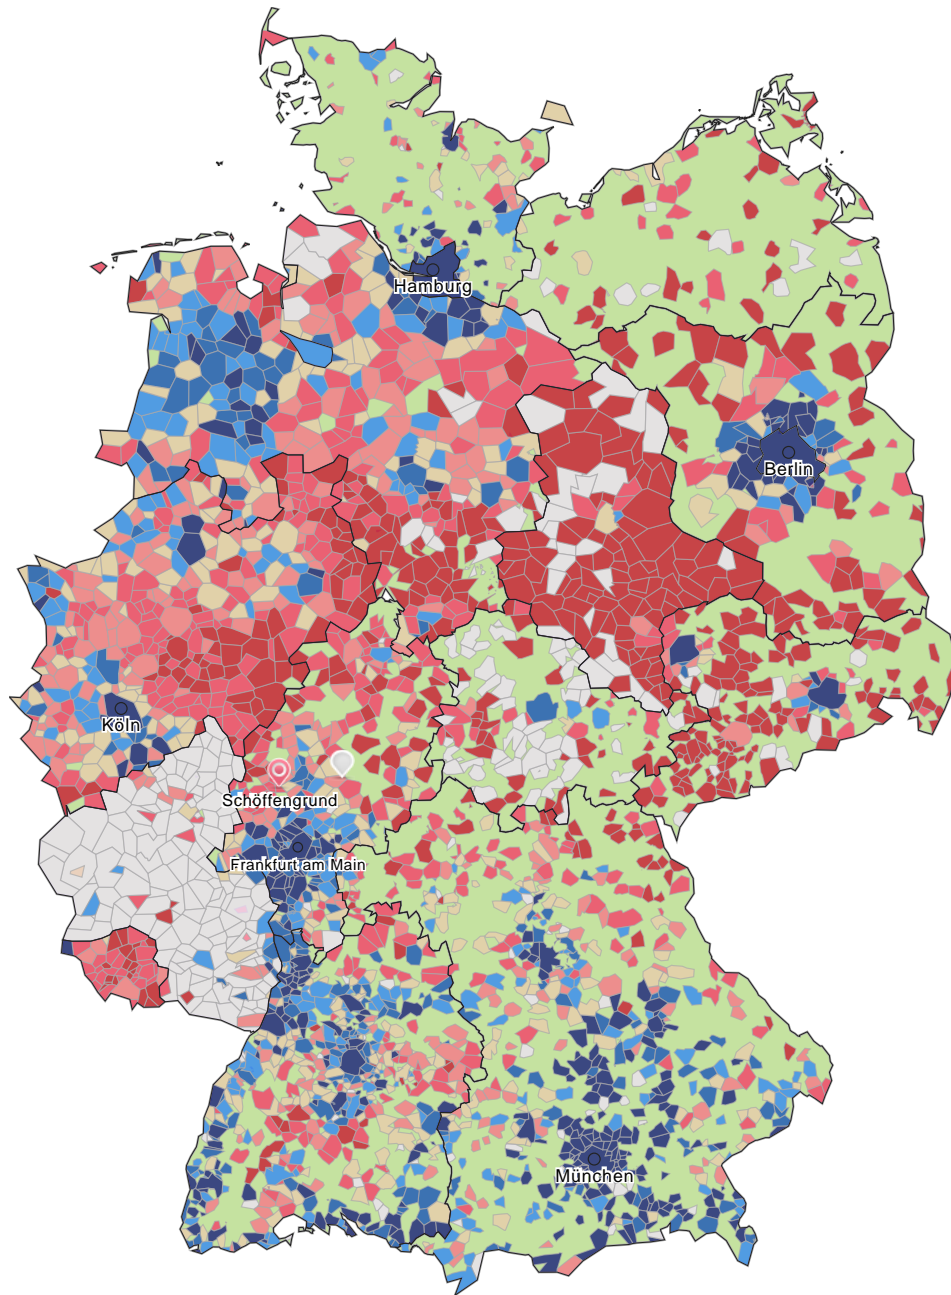 Hamburg
Berlin
Köln
Schöffengrund
Frankfurt am Main
München